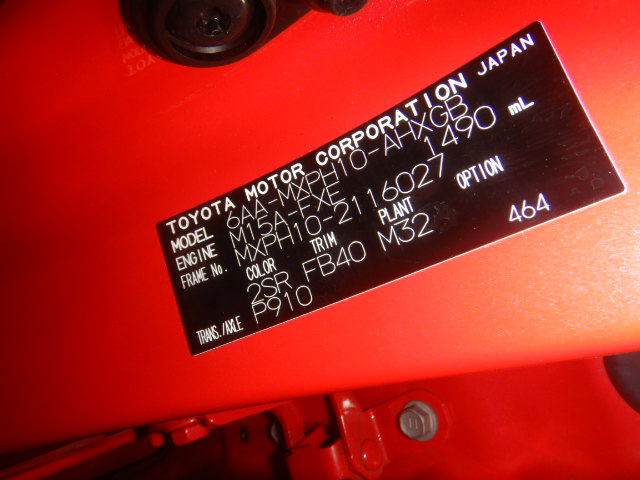 TOYOTA MOTOR CORPORATION JAPAN
MODEL 6AA-MXPH10-AHXGB
ENGINE M15A-FXE 1490 mL
FRAME No. MXPH10-2116027
COLOR TRIM PLANT OPTION
2SR FB40 M32
TRANS./AXLE P910 464